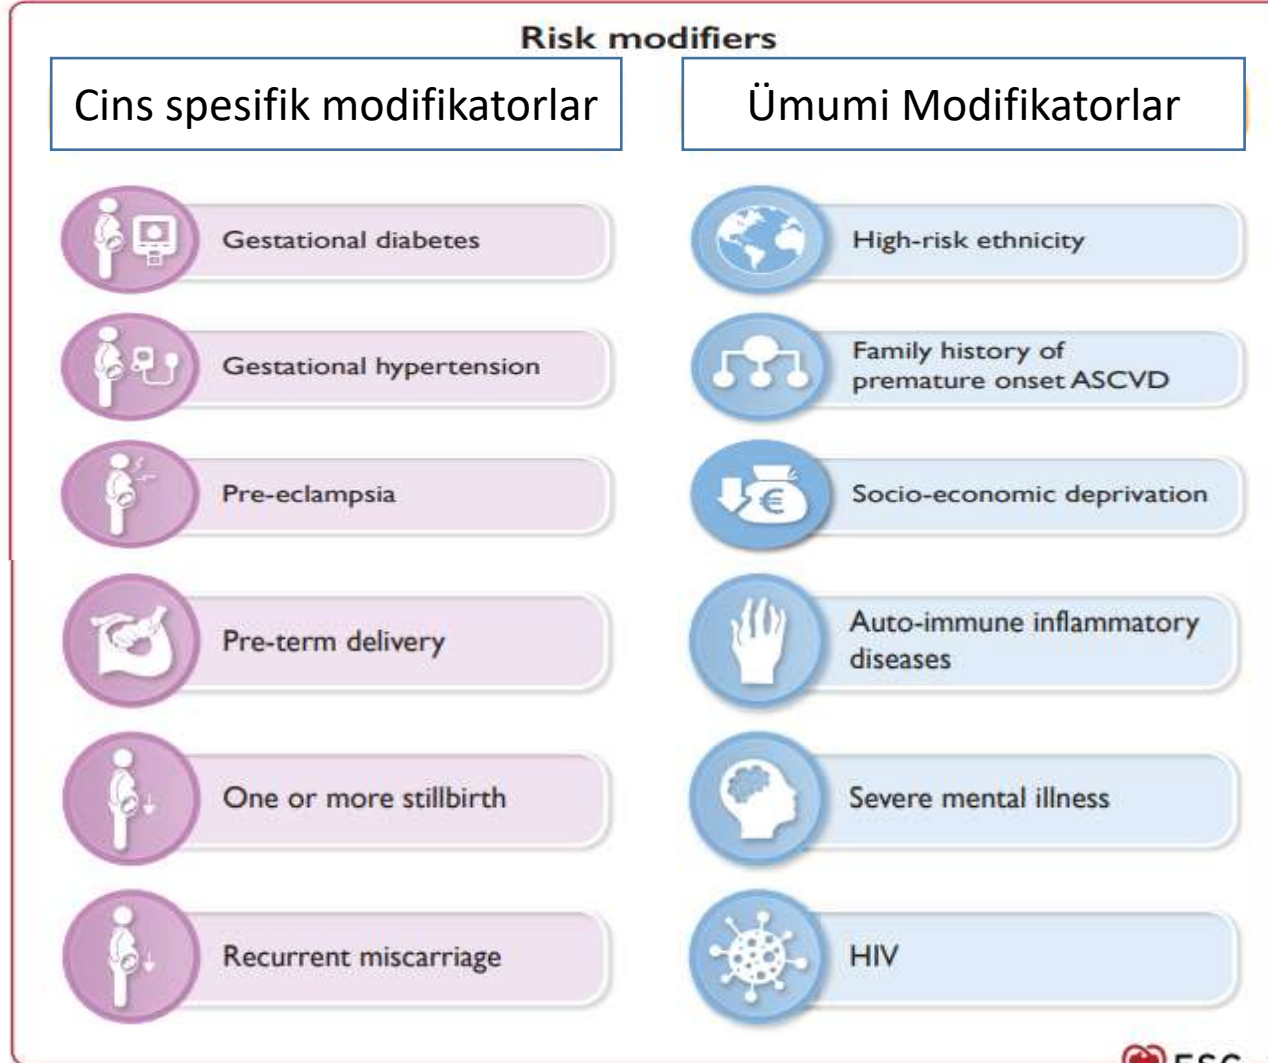 Risk modifiers
Cins spesifik modifikatorlar
Gestational diabetes
Gestational hypertension
Pre-eclampsia
Pre-term delivery
One or more stillbirth
Recurrent miscarriage
Ümumi Modifikatorlar
High-risk ethnicity
Family history of
premature onset ASCVD
€
Socio-economic deprivation
Auto-immune inflammatory
diseases
Severe mental illness
HIV
ESC